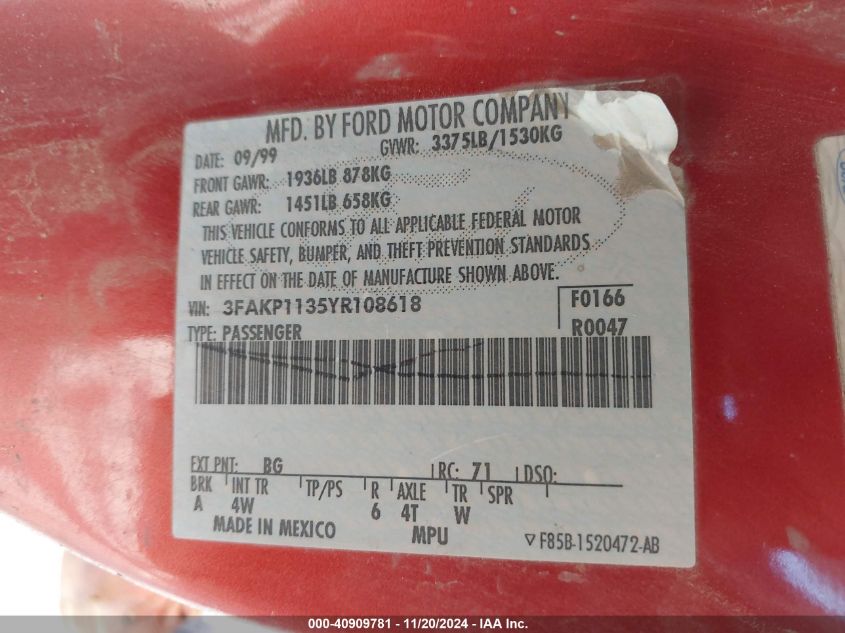 MFD. BY FORD MOTOR COMPANY
DATE: 09/99 GVWR: 3375LB/1530KG
FRONT GAWR: 1936LB 878KG
REAR GAWR: 1451LB 658KG
THIS VEHICLE CONFORMS TO ALL APPLICABLE FEDERAL MOTOR
VEHICLE SAFETY, BUMPER, AND THEFT PREVENTION STANDARDS
IN EFFECT ON THE DATE OF MANUFACTURE SHOWN ABOVE.
VIN: 3FAKP1135YR108618 F0166
TYPE: PASSENGER R0047
EXT PNT: BG RC: 71 DSO:
BRK INT TR TP/PS R AXLE TR SPR
A 4W 6 4T W
MADE IN MEXICO MPU ▽ F85B-1520472-AB
000-40909781 - 11/20/2024 - IAA Inc.